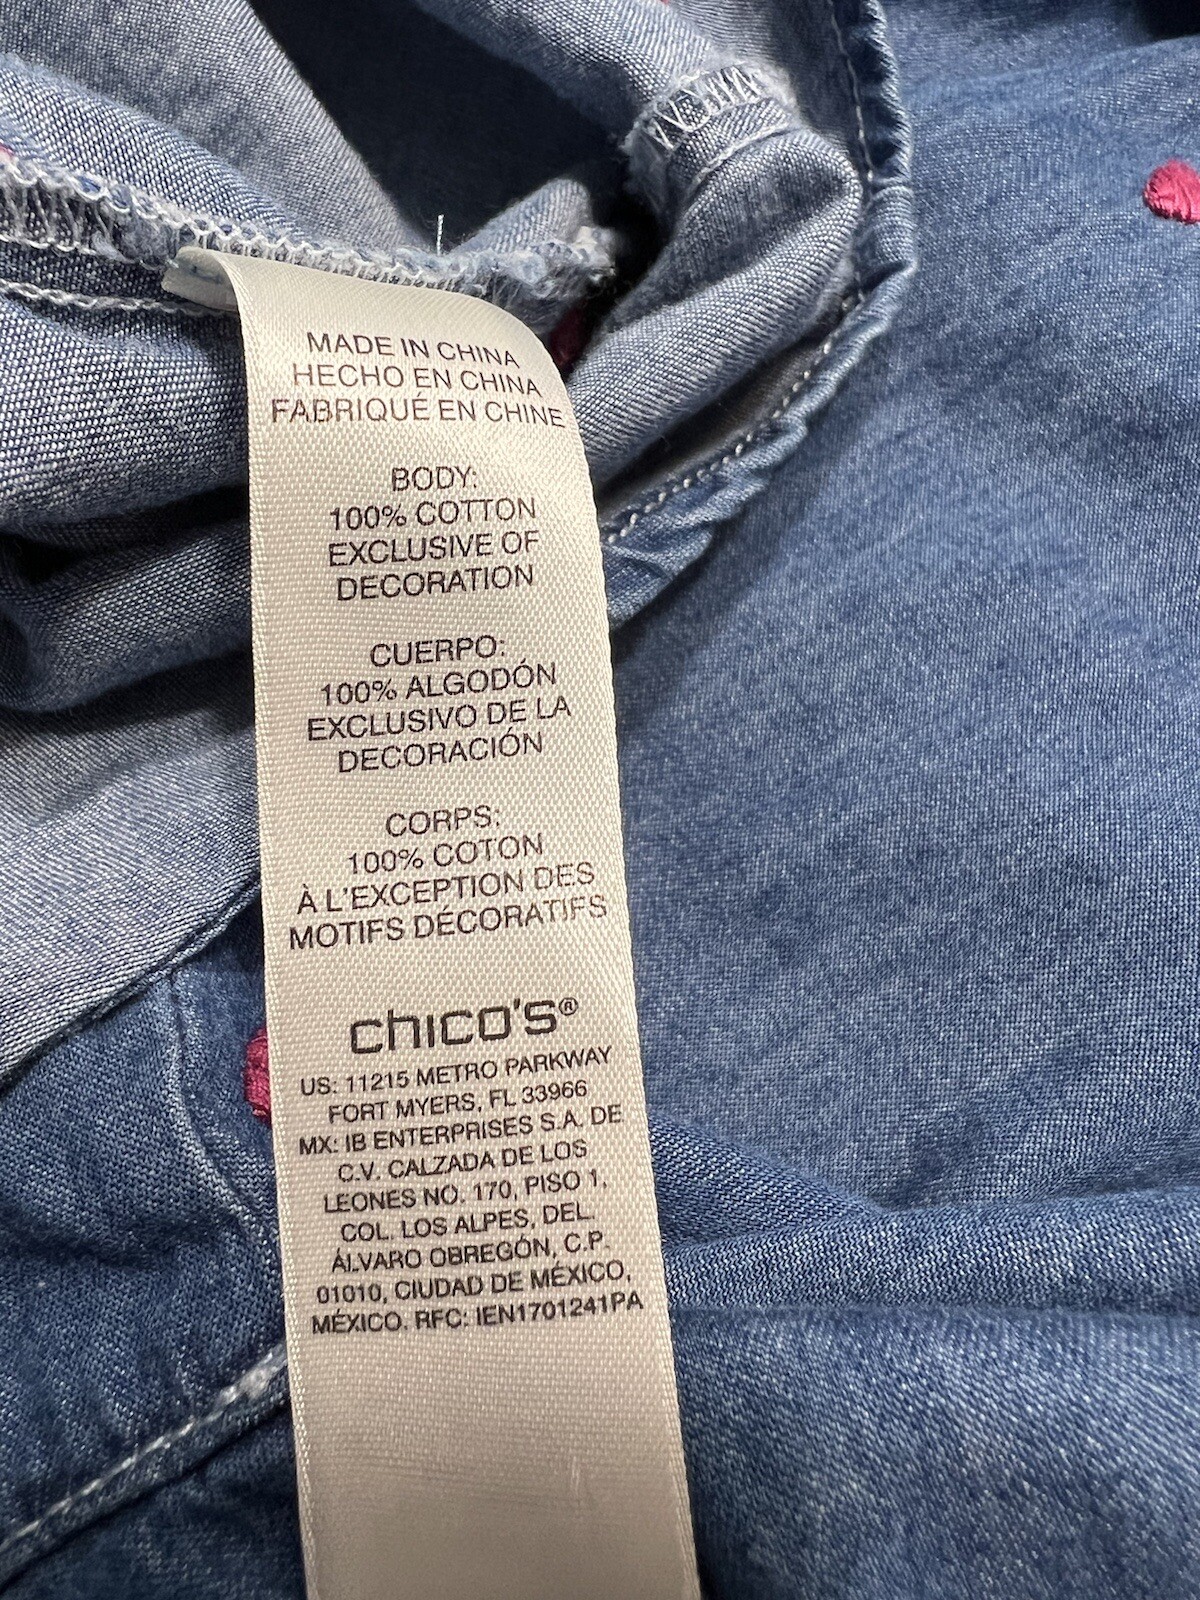 MADE IN CHINA
HECHO EN CHINA
FABRIQUÉ EN CHINE
BODY:
100% COTTON
EXCLUSIVE OF
DECORATION
CUERPO:
100% ALGODÓN
EXCLUSIVO DE LA
DECORACIÓN
CORPS:
100% COTON
À L'EXCEPTION DES
MOTIFS DÉCORATIFS
chico's®
US: 11215 METRO PARKWAY
FORT MYERS, FL 33966
MX: IB ENTERPRISES S.A. DE
C.V. CALZADA DE LOS
LEONES NO. 170, PISO 1,
COL. LOS ALPES, DEL.
ÁLVARO OBREGÓN, C.P.
01010, CIUDAD DE MÉXICO,
MÉXICO. RFC: IEN1701241PA